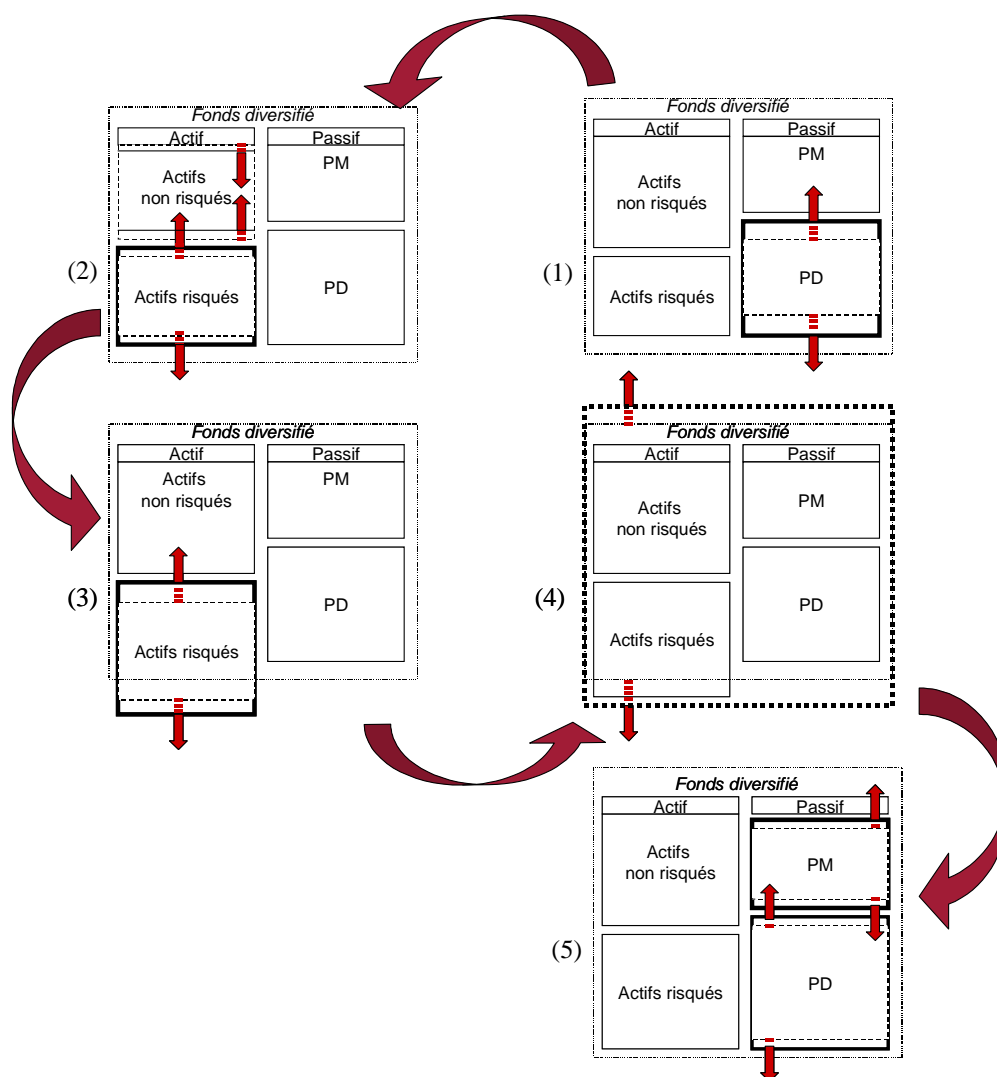 Fonds diversifié
Actif
Passif
Actifs
non risqués
PM
(2)
Actifs risqués
PD
Fonds diversifié
Actif
Passif
Actifs
non risqués
PM
(1)
Actifs risqués
PD
Fonds diversifié
Actif
Passif
Actifs
non risqués
PM
(3)
Actifs risqués
PD
Fonds diversifié
Actif
Passif
Actifs
non risqués
PM
(4)
Actifs risqués
PD
Fonds diversifié
Actif
Passif
Actifs
non risqués
PM
(5)
Actifs risqués
PD